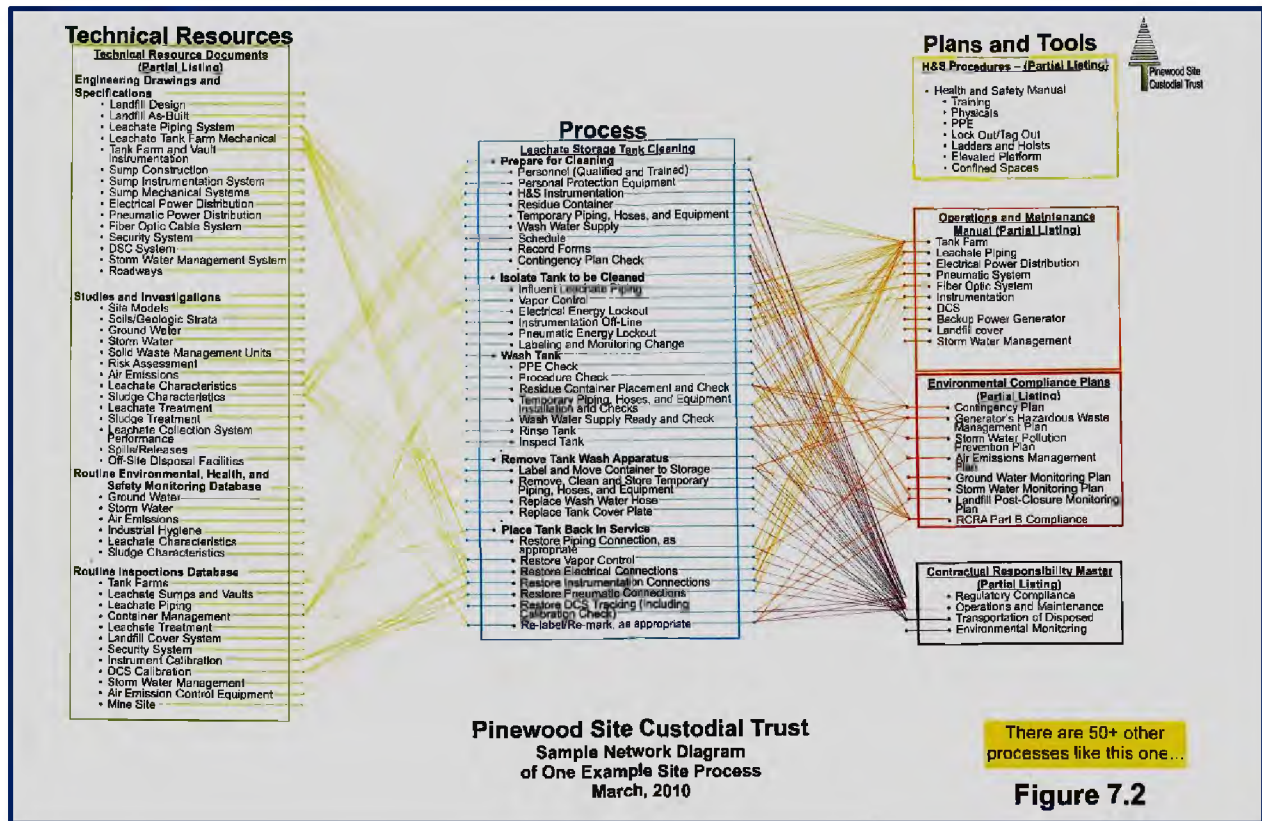 Technical Resources
Technical Resource Documents
(Partial Listing)
Engineering Drawings and
Specifications
• Landfill Design
• Landfill As-Built
• Leachate Piping System
• Leachate Tank Farm Mechanical
• Tank Farm and Vault
Instrumentation
• Sump Construction
• Sump Instrumentation System
• Sump Mechanical Systems
• Electrical Power Distribution
• Pneumatic Power Distribution
• Fiber Optic Cable System
• Security System
• DSC System
• Storm Water Management System
• Roadways
Studies and Investigations
• Site Models
• Soils/Geologic Strata
• Ground Water
• Storm Water
• Solid Waste Management Units
• Risk Assessment
• Air Emissions
• Leachate Characteristics
• Sludge Characteristics
• Leachate Treatment
• Sludge Treatment
• Leachate Collection System
Performance
• Spills/Releases
• Off-Site Disposal Facilities
Routine Environmental, Health, and
Safety Monitoring Database
• Ground Water
• Storm Water
• Air Emissions
• Industrial Hygiene
• Leachate Characteristics
• Sludge Characteristics
Routine Inspections Database
• Tank Farms
• Leachate Sumps and Vaults
• Leachate Piping
• Container Management
• Leachate Treatment
• Landfill Cover System
• Security System
• Instrument Calibration
• DCS Calibration
• Storm Water Management
• Air Emission Control Equipment
• Mine Site
Process
Leachate Storage Tank Cleaning
• Prepare for Cleaning
• Personnel (Qualified and Trained)
• Personal Protection Equipment
• H&S Instrumentation
• Residue Container
• Temporary Piping, Hoses, and Equipment
• Wash Water Supply
• Schedule
• Record Forms
• Contingency Plan Check
• Isolate Tank to be Cleaned
• Influent Leachate Piping
• Vapor Control
• Electrical Energy Lockout
• Instrumentation Off-Line
• Pneumatic Energy Lockout
• Labeling and Monitoring Change
• Wash Tank
• PPE Check
• Procedure Check
• Residue Container Placement and Check
• Temporary Piping, Hoses, and Equipment
Installation and Checks
• Wash Water Supply Ready and Check
• Rinse Tank
• Inspect Tank
• Remove Tank Wash Apparatus
• Label and Move Container to Storage
• Remove, Clean and Store Temporary
Piping, Hoses, and Equipment
• Replace Wash Water Hose
• Replace Tank Cover Plate
• Place Tank Back In Service
• Restore Piping Connection, as
appropriate
• Restore Vapor Control
• Restore Electrical Connections
• Restore Instrumentation Connections
• Restore Pneumatic Connections
• Restore DCS Tracking (Including
Calibration Check)
• Re-label/Re-mark, as appropriate
Plans and Tools
H&S Procedures – (Partial Listing)
• Health and Safety Manual
• Training
• Physicals
• PPE
• Lock Out/Tag Out
• Ladders and Hoists
• Elevated Platform
• Confined Spaces
Operations and Maintenance
Manual (Partial Listing)
• Tank Farm
• Leachate Piping
• Electrical Power Distribution
• Pneumatic System
• Fiber Optic System
• Instrumentation
• DCS
• Backup Power Generator
• Landfill cover
• Storm Water Management
Environmental Compliance Plans
(Partial Listing)
• Contingency Plan
• Generator's Hazardous Waste
Management Plan
• Storm Water Pollution
Prevention Plan
• Air Emissions Management
Plan
• Ground Water Monitoring Plan
• Storm Water Monitoring Plan
• Landfill Post-Closure Monitoring
Plan
• RCRA Part B Compliance
Contractual Responsibility Master
(Partial Listing)
• Regulatory Compliance
• Operations and Maintenance
• Transportation of Disposed
• Environmental Monitoring
Pinewood Site
Custodial Trust
Pinewood Site Custodial Trust
Sample Network Diagram
of One Example Site Process
March, 2010
There are 50+ other
processes like this one...
Figure 7.2